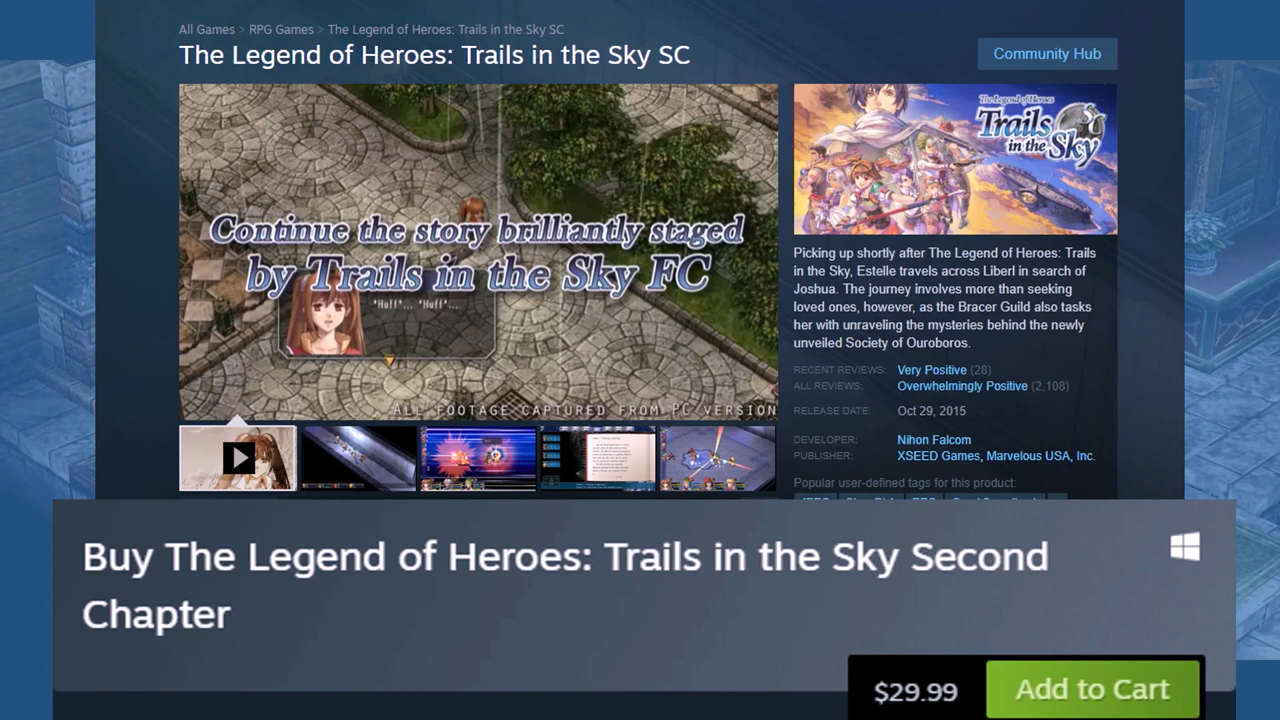 All Games > RPG Games > The Legend of Heroes: Trails in the Sky SC
The Legend of Heroes: Trails in the Sky SC
Community Hub
Continue the story brilliantly staged
by Trails in the Sky FC
*Huff*... *Huff*...
ALL FOOTAGE CAPTURED FROM PC VERSION
The Legend of Heroes
Trails
in the Sky
Picking up shortly after The Legend of Heroes: Trails
in the Sky, Estelle travels across Liberl in search of
Joshua. The journey involves more than seeking
loved ones, however, as the Bracer Guild also tasks
her with unraveling the mysteries behind the newly
unveiled Society of Ouroboros.
RECENT REVIEWS: Very Positive (28)
ALL REVIEWS: Overwhelmingly Positive (2,108)
RELEASE DATE: Oct 29, 2015
DEVELOPER: Nihon Falcom
PUBLISHER: XSEED Games, Marvelous USA, Inc.
Popular user-defined tags for this product:
Buy The Legend of Heroes: Trails in the Sky Second
Chapter
$29.99
Add to Cart